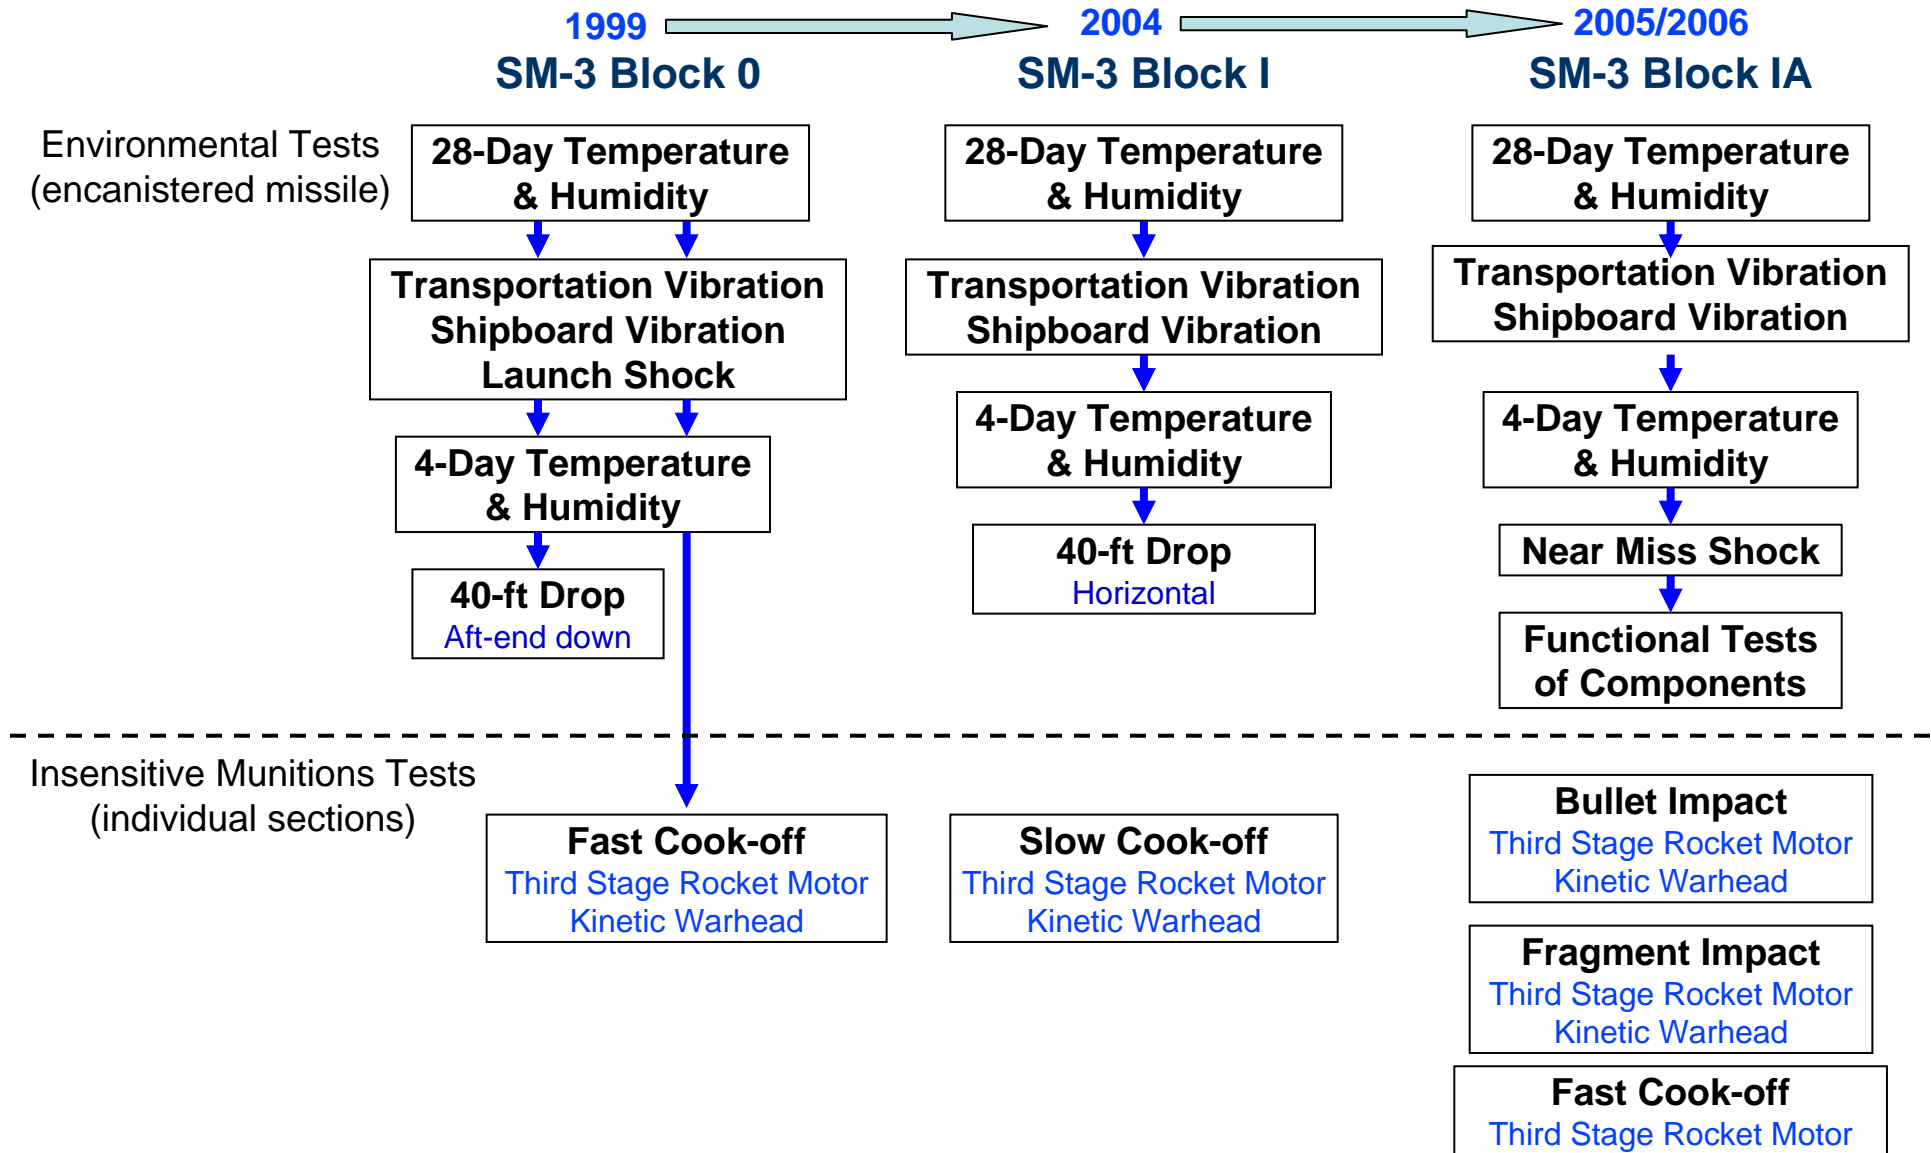 1999
2004
2005/2006
SM-3 Block 0
SM-3 Block I
SM-3 Block IA
Environmental Tests
(encanistered missile)
28-Day Temperature
& Humidity
Transportation Vibration
Shipboard Vibration
Launch Shock
4-Day Temperature
& Humidity
40-ft Drop
Aft-end down
28-Day Temperature
& Humidity
Transportation Vibration
Shipboard Vibration
4-Day Temperature
& Humidity
40-ft Drop
Horizontal
28-Day Temperature
& Humidity
Transportation Vibration
Shipboard Vibration
4-Day Temperature
& Humidity
Near Miss Shock
Functional Tests
of Components
Insensitive Munitions Tests
(individual sections)
Fast Cook-off
Third Stage Rocket Motor
Kinetic Warhead
Slow Cook-off
Third Stage Rocket Motor
Kinetic Warhead
Bullet Impact
Third Stage Rocket Motor
Kinetic Warhead
Fragment Impact
Third Stage Rocket Motor
Kinetic Warhead
Fast Cook-off
Third Stage Rocket Motor